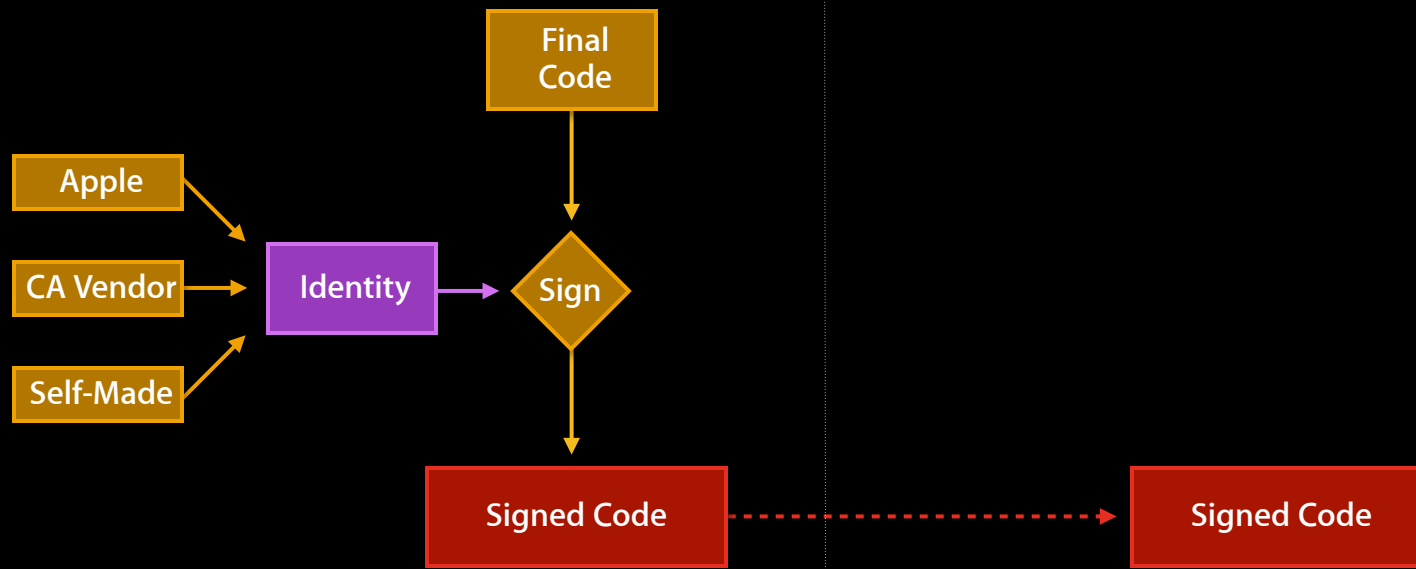 Final
Code
Apple
CA Vendor
Identity
Sign
Self-Made
Signed Code
Signed Code